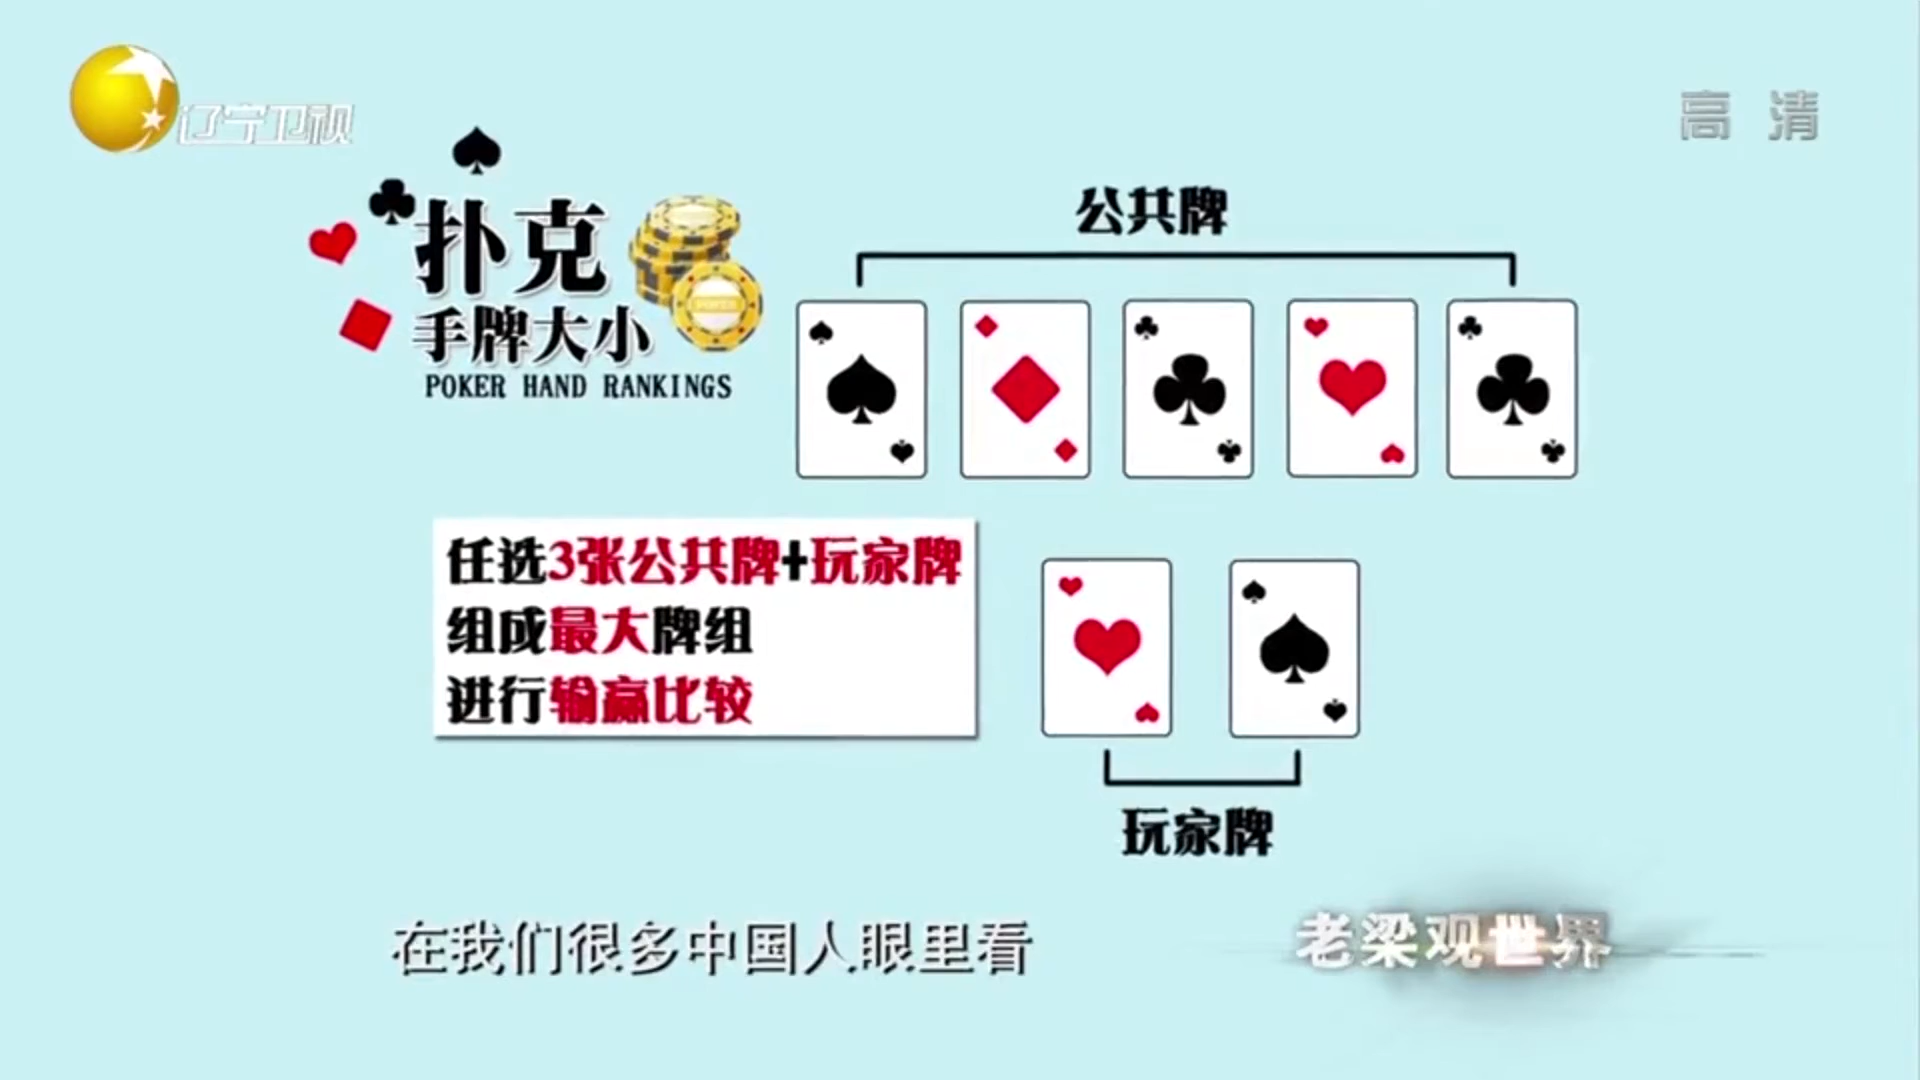 辽宁卫视
高清
扑克
手牌大小
POKER HAND RANKINGS
公共牌
任选3张公共牌+玩家牌
组成最大牌组
进行输赢比较
玩家牌
在我们很多中国人眼里看
老梁观世界